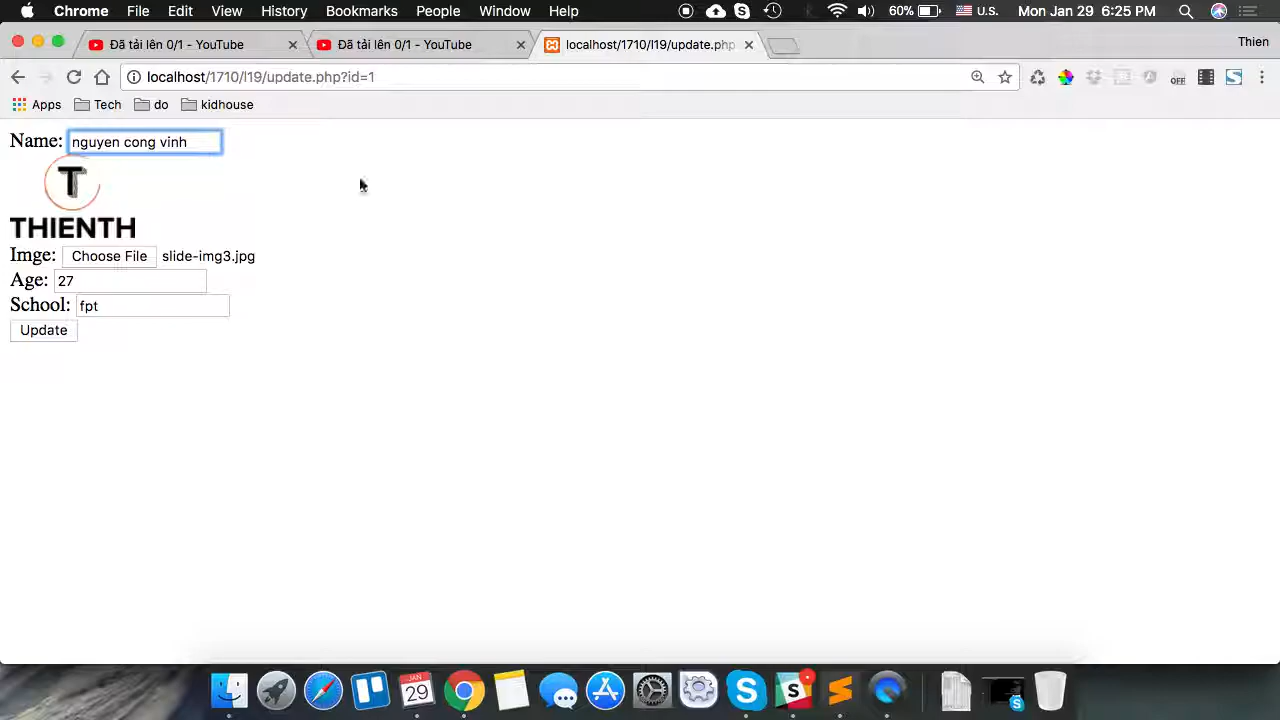 Chrome File Edit View History Bookmarks People Window Help 60% U.S. Mon Jan 29 6:25 PM
Đã tải lên 0/1 - YouTube Đã tải lên 0/1 - YouTube localhost/1710/l19/update.php Thien
localhost/1710/l19/update.php?id=1 OFF
Apps Tech do kidhouse
Name: nguyen cong vinh
T
THIENTH
Imge: Choose File slide-img3.jpg
Age: 27
School: fpt
Update
JAN
29